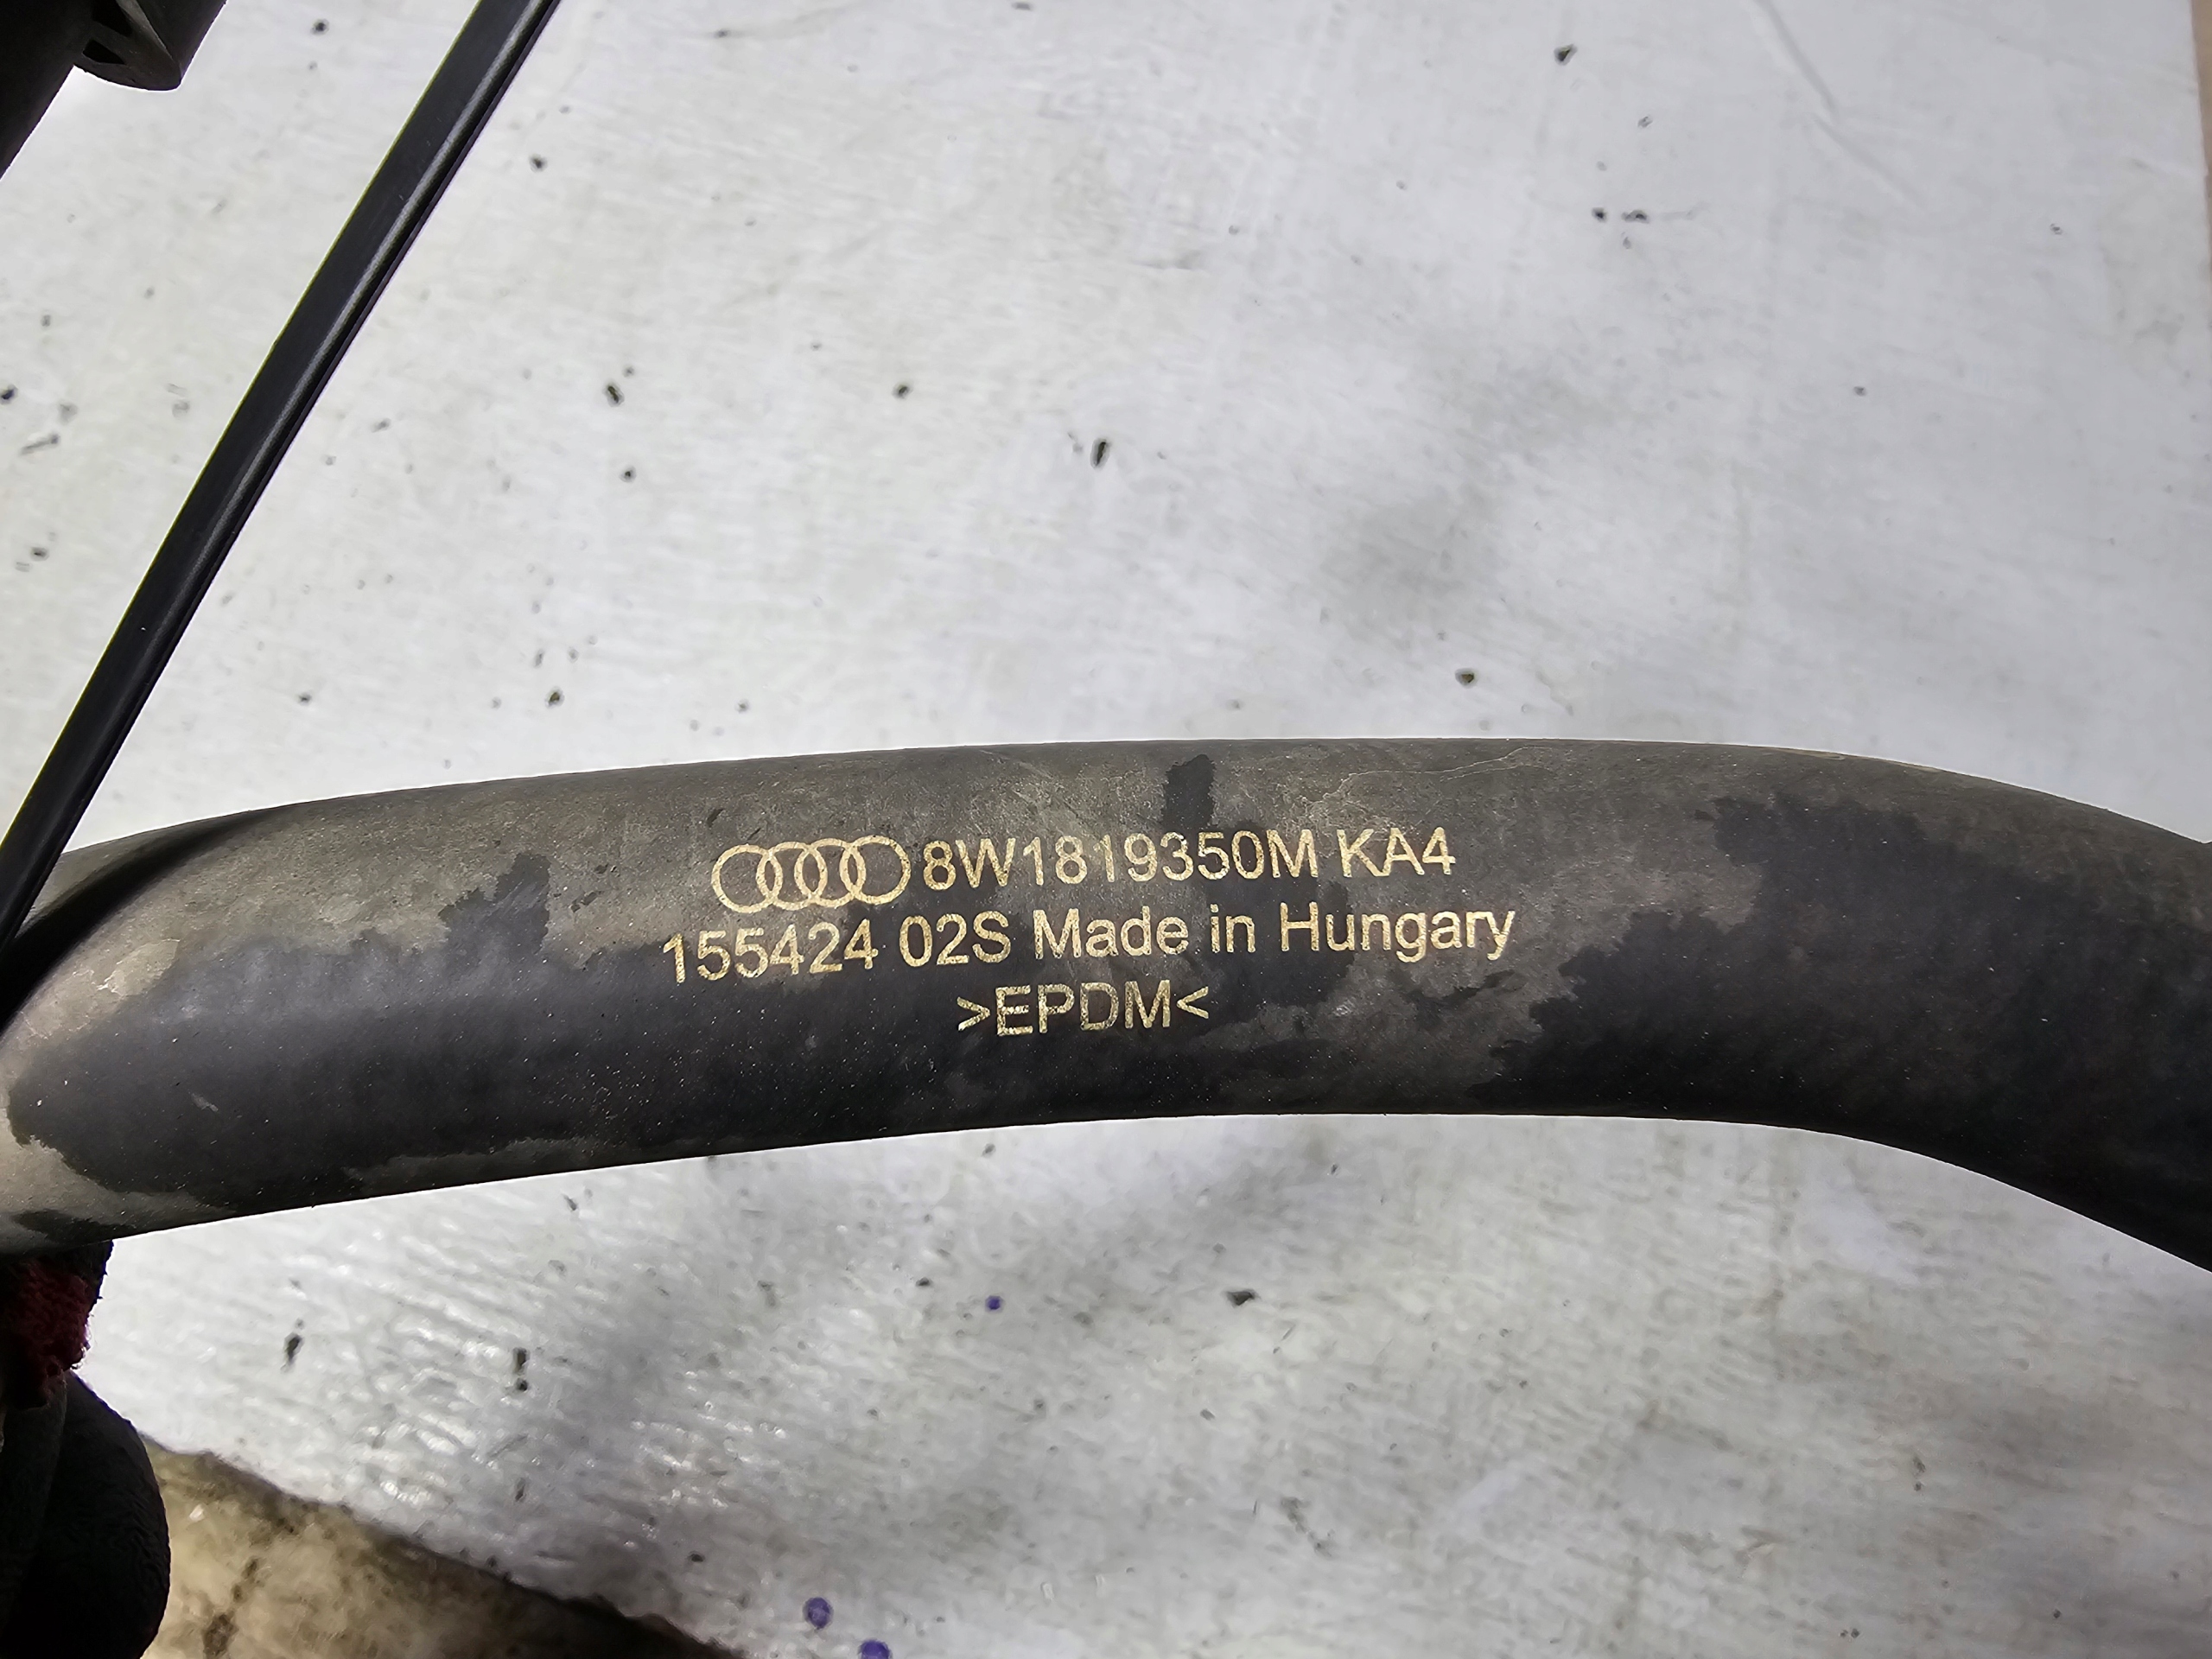 8W1819350M KA4
155424 02S Made in Hungary
>EPDM<